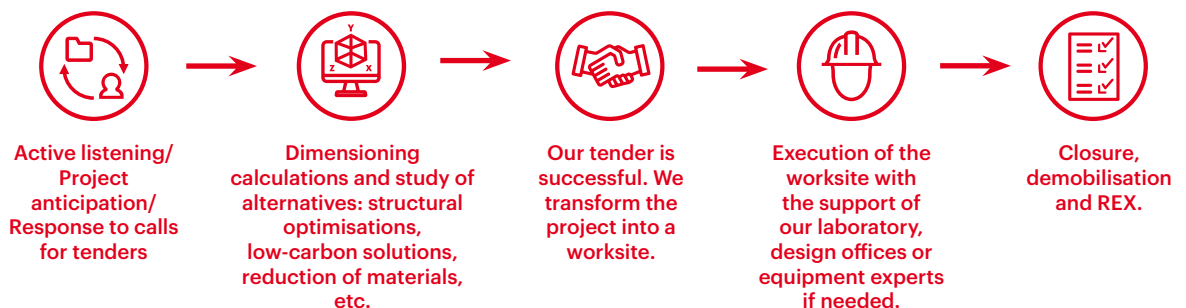 Y
Z
X
Active listening/
Project
anticipation/
Response to calls
for tenders
Dimensioning
calculations and study of
alternatives: structural
optimisations,
low-carbon solutions,
reduction of materials,
etc.
Our tender is
successful. We
transform the
project into a
worksite.
Execution of the
worksite with
the support of
our laboratory,
design offices or
equipment experts
if needed.
Closure,
demobilisation
and REX.